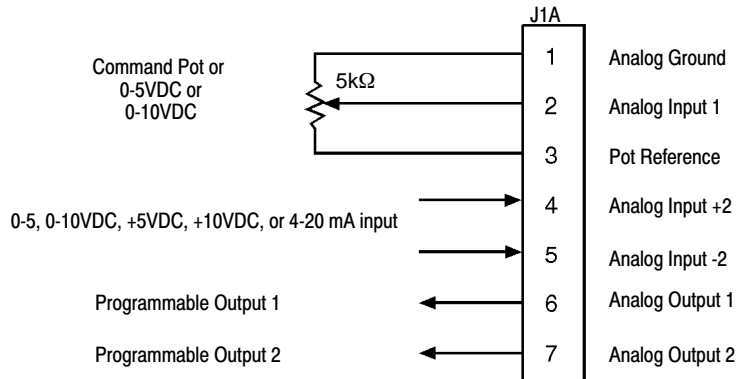 J1A
Command Pot or
0-5VDC or
0-10VDC
5kΩ
1 Analog Ground
2 Analog Input 1
3 Pot Reference
0-5, 0-10VDC, +5VDC, +10VDC, or 4-20 mA input
4 Analog Input +2
5 Analog Input -2
Programmable Output 1 6 Analog Output 1
Programmable Output 2 7 Analog Output 2